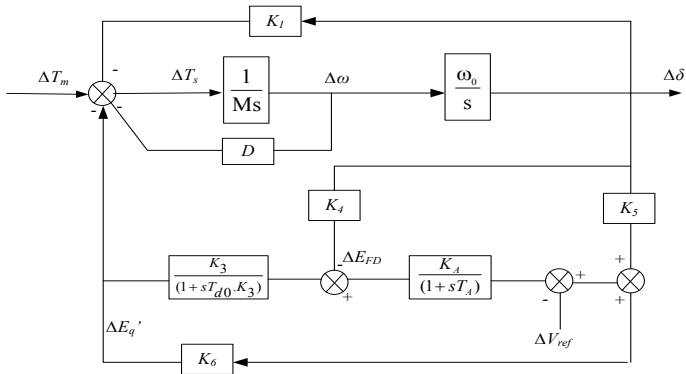 K1
-
ΔTm
-
-
ΔTs
1
Ms
Δω
ω0
s
Δδ
D
K4
K5
K3
(1+sTd0.K3)
-
+
ΔEFD
KA
(1+sTA)
+
-
+
+
+
ΔEq'
ΔVref
K6